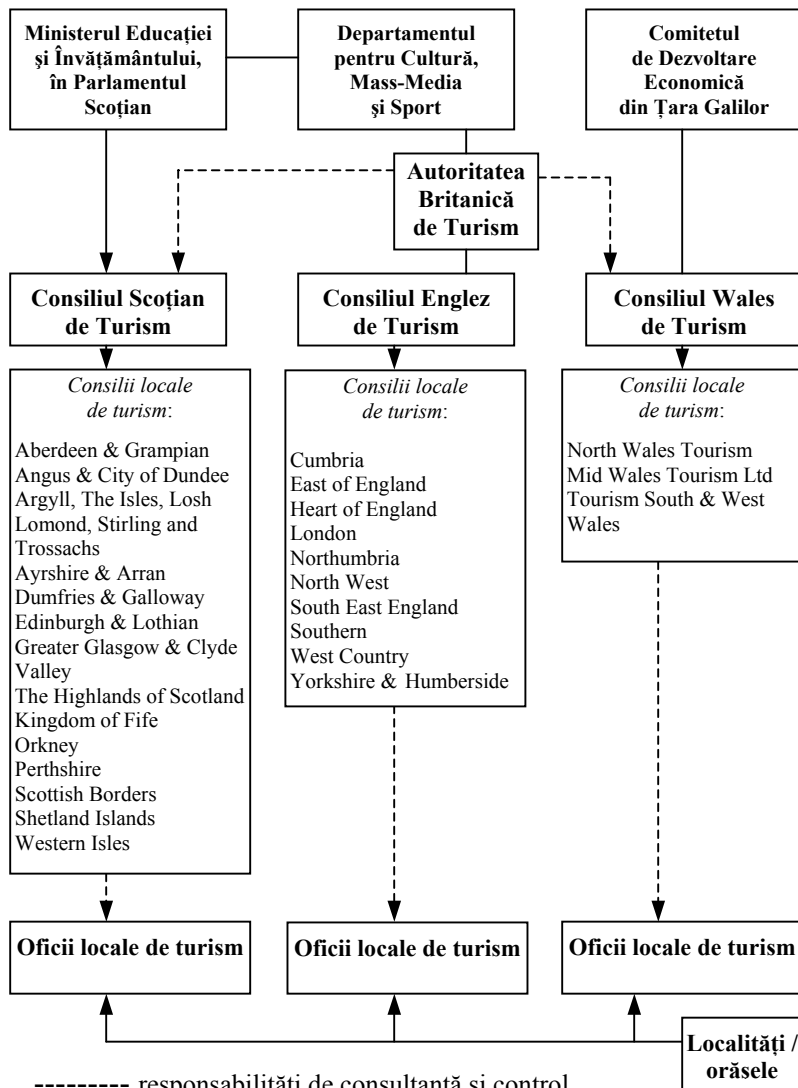 Ministerul Educației
şi Învățământului,
în Parlamentul
Scoțian
Departamentul
pentru Cultură,
Mass-Media
şi Sport
Comitetul
de Dezvoltare
Economică
din Țara Galilor
Autoritatea
Britanică
de Turism
Consiliul Scoțian
de Turism
Consiliul Englez
de Turism
Consiliul Wales
de Turism
Consilii locale
de turism:
Aberdeen & Grampian
Angus & City of Dundee
Argyll, The Isles, Losh
Lomond, Stirling and
Trossachs
Ayrshire & Arran
Dumfries & Galloway
Edinburgh & Lothian
Greater Glasgow & Clyde
Valley
The Highlands of Scotland
Kingdom of Fife
Orkney
Perthshire
Scottish Borders
Shetland Islands
Western Isles
Consilii locale
de turism:
Cumbria
East of England
Heart of England
London
Northumbria
North West
South East England
Southern
West Country
Yorkshire & Humberside
Consilii locale
de turism:
North Wales Tourism
Mid Wales Tourism Ltd
Tourism South & West
Wales
Oficii locale de turism
Oficii locale de turism
Oficii locale de turism
Localități /
orăsele
--------- responsabilități de consultanță și control